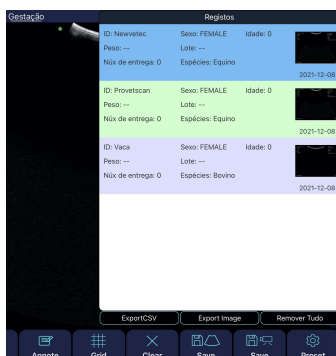 Gestação
Registos
ID: Newvetec Sexo: FEMALE Idade: 0
Peso: -- Lote: --
Núx de entrega: 0 Espécies: Equino
2021-12-08
ID: Provetscan Sexo: FEMALE Idade: 0
Peso: -- Lote: --
Núx de entrega: 0 Espécies: Equino
2021-12-08
ID: Vaca Sexo: FEMALE Idade: 0
Peso: -- Lote: --
Núx de entrega: 0 Espécies: Bovino
2021-12-08
ExportCSV Export Image Remover Tudo
Annote Grid Clear Save Save Preset